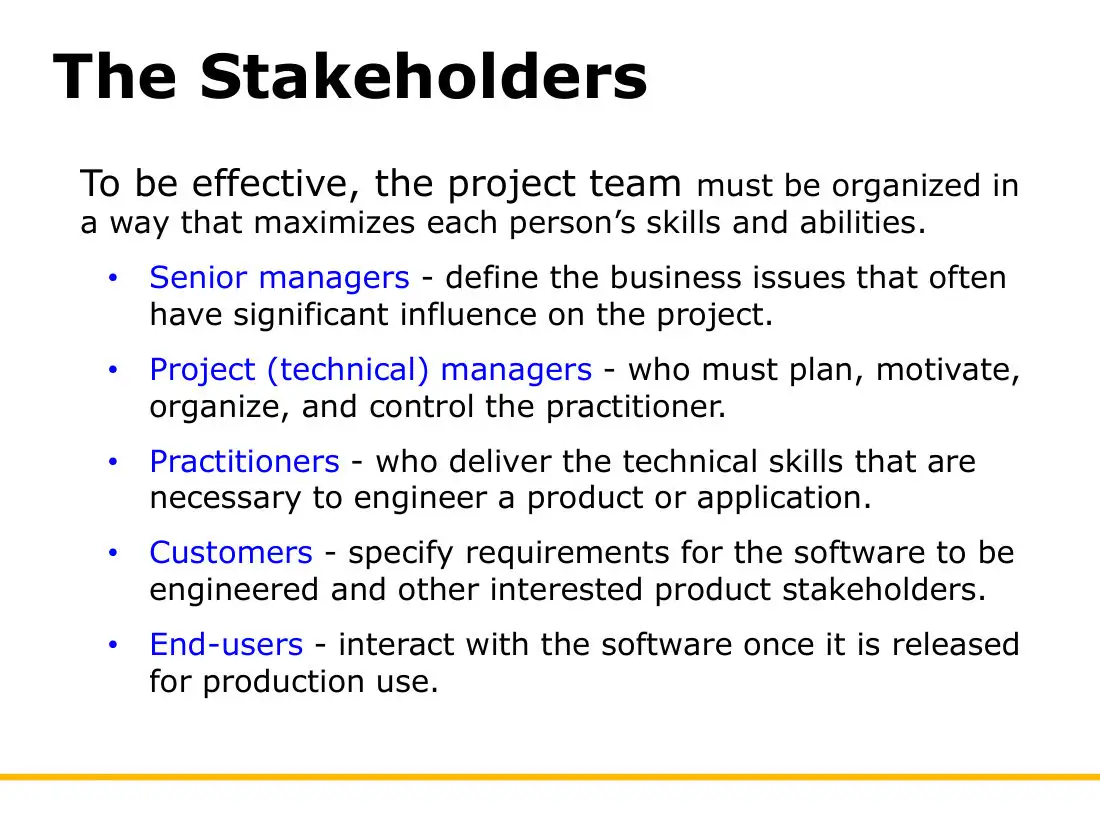 The Stakeholders
To be effective, the project team must be organized in
a way that maximizes each person’s skills and abilities.
• Senior managers - define the business issues that often
have significant influence on the project.
• Project (technical) managers - who must plan, motivate,
organize, and control the practitioner.
• Practitioners - who deliver the technical skills that are
necessary to engineer a product or application.
• Customers - specify requirements for the software to be
engineered and other interested product stakeholders.
• End-users - interact with the software once it is released
for production use.